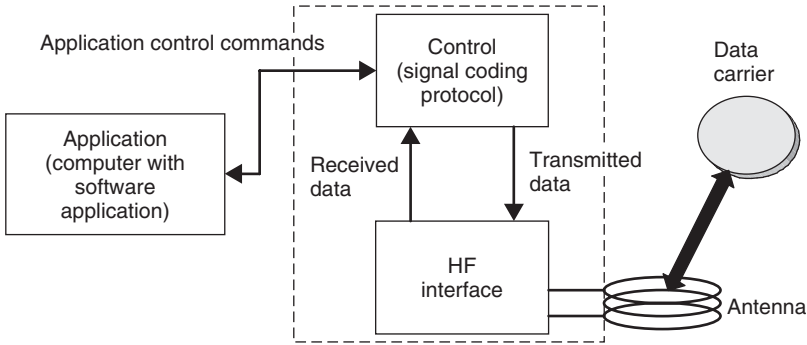 Application control commands
Control
(signal coding
protocol)
Data
carrier
Application
(computer with
software
application)
Received
data
Transmitted
data
HF
interface
Antenna